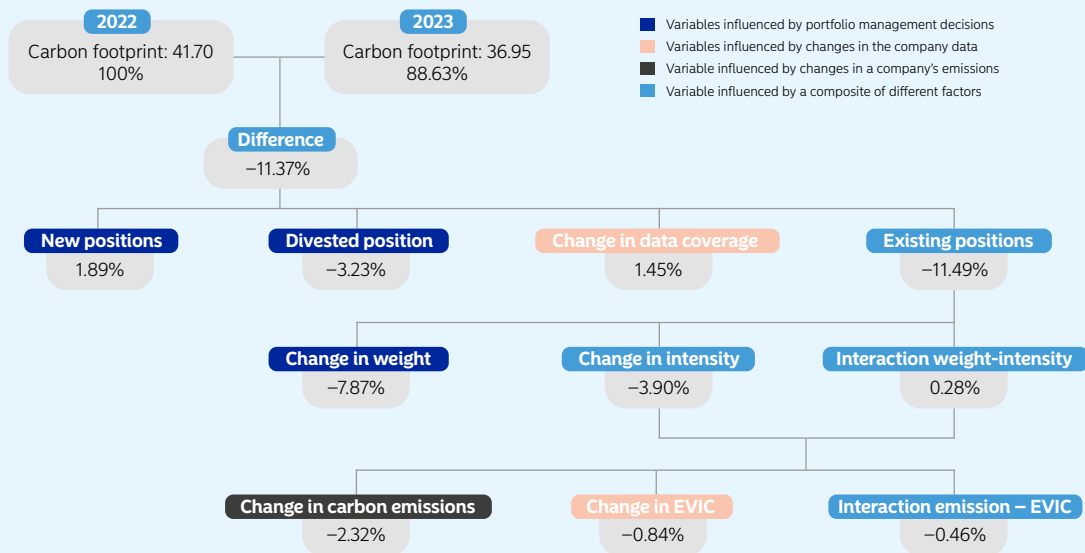 2022
Carbon footprint: 41.70
100%
2023
Carbon footprint: 36.95
88.63%
Variables influenced by portfolio management decisions
Variables influenced by changes in the company data
Variable influenced by changes in a company's emissions
Variable influenced by a composite of different factors
Difference
−11.37%
New positions
1.89%
Divested position
−3.23%
Change in data coverage
1.45%
Existing positions
−11.49%
Change in weight
−7.87%
Change in intensity
−3.90%
Interaction weight-intensity
0.28%
Change in carbon emissions
−2.32%
Change in EVIC
−0.84%
Interaction emission – EVIC
−0.46%